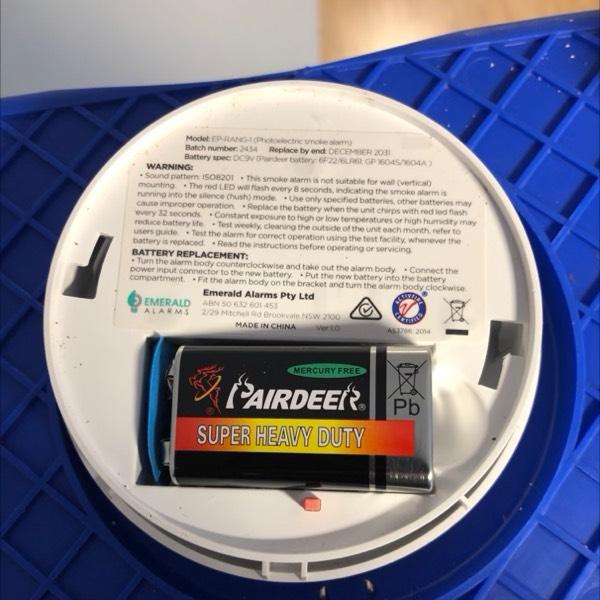 Model: EP-RANG-1 (Photoelectric smoke alarm)
Batch number: 2434 Replace by end: DECEMBER 2031
Battery spec: DC9V (Pairdeer battery: 6F22/6LR61; GP 1604S/1604A )
WARNING:
• Sound pattern: ISO8201 • This smoke alarm is not suitable for wall (vertical)
mounting. • The red LED will flash every 8 seconds, indicating the smoke alarm is
running into the silence (hush) mode. • Use only specified batteries, other batteries may
cause improper operation. • Replace the battery when the unit chirps with red led flash
every 32 seconds. • Constant exposure to high or low temperatures or high humidity may
reduce battery life. • Test weekly, cleaning the outside of the unit each month, refer to
users guide. • Test the alarm for correct operation using the test facility, whenever the
battery is replaced. • Read the instructions before operating or servicing.
BATTERY REPLACEMENT:
• Turn the alarm body counterclockwise and take out the alarm body. • Connect the
power input connector to the new battery. • Put the new battery into the battery
compartment. • Fit the alarm body on the bracket and turn the alarm body clockwise.
EMERALD
ALARMS
Emerald Alarms Pty Ltd
ABN 50 632 601 453
2/29 Mitchell Rd Brookvale NSW 2100
MADE IN CHINA Ver 1.0
ACTIVFIRE
CERTIFIED
AS3786:2014
MERCURY FREE
PAIRDEER®
SUPER HEAVY DUTY
Pb